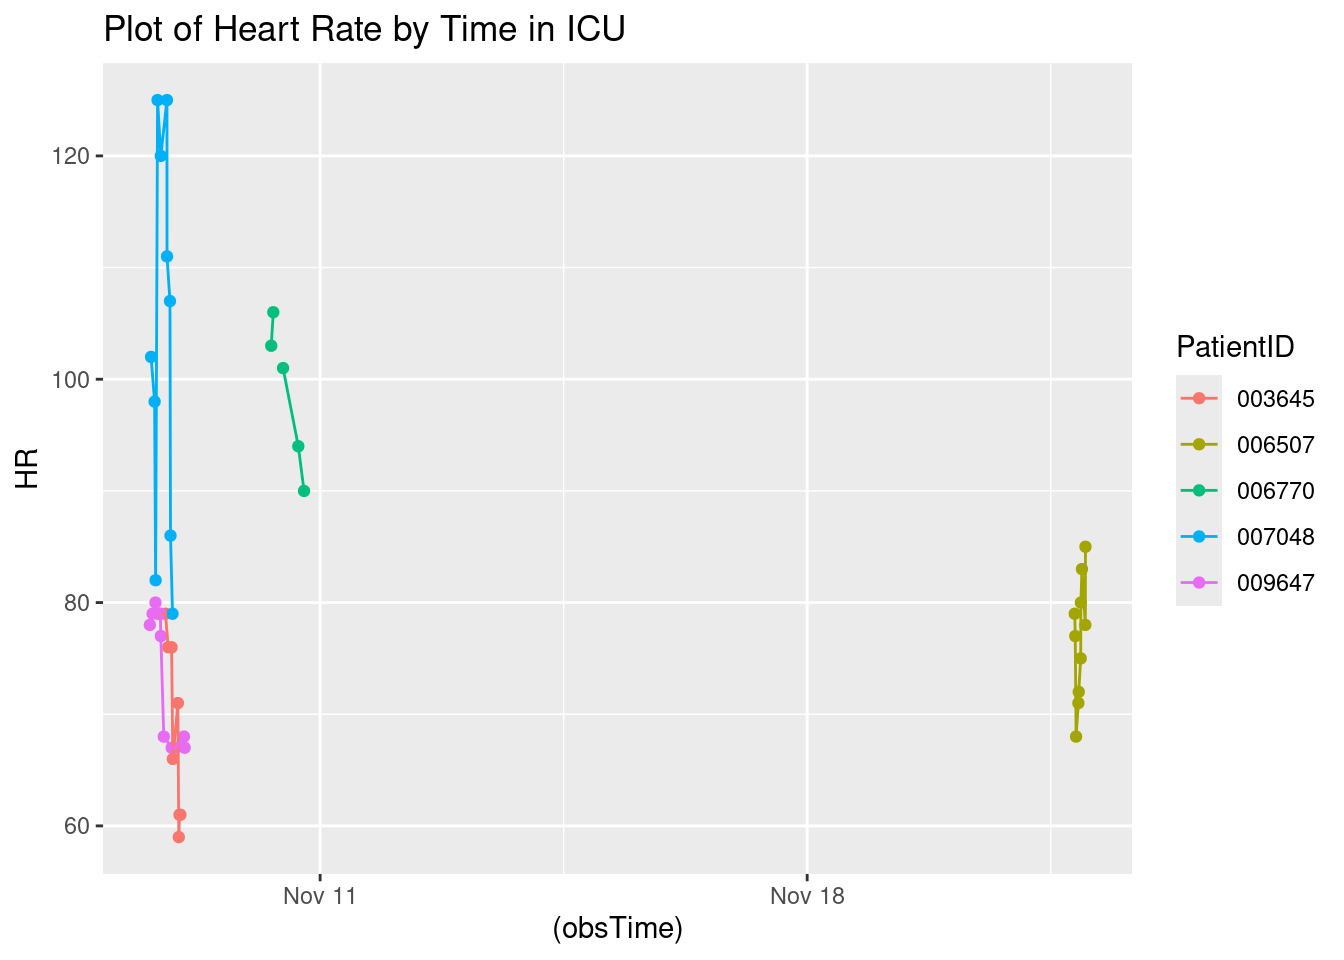 Plot of Heart Rate by Time in ICU
HR
120
100
80
60
Nov 11
Nov 18
(obsTime)
PatientID
003645
006507
006770
007048
009647